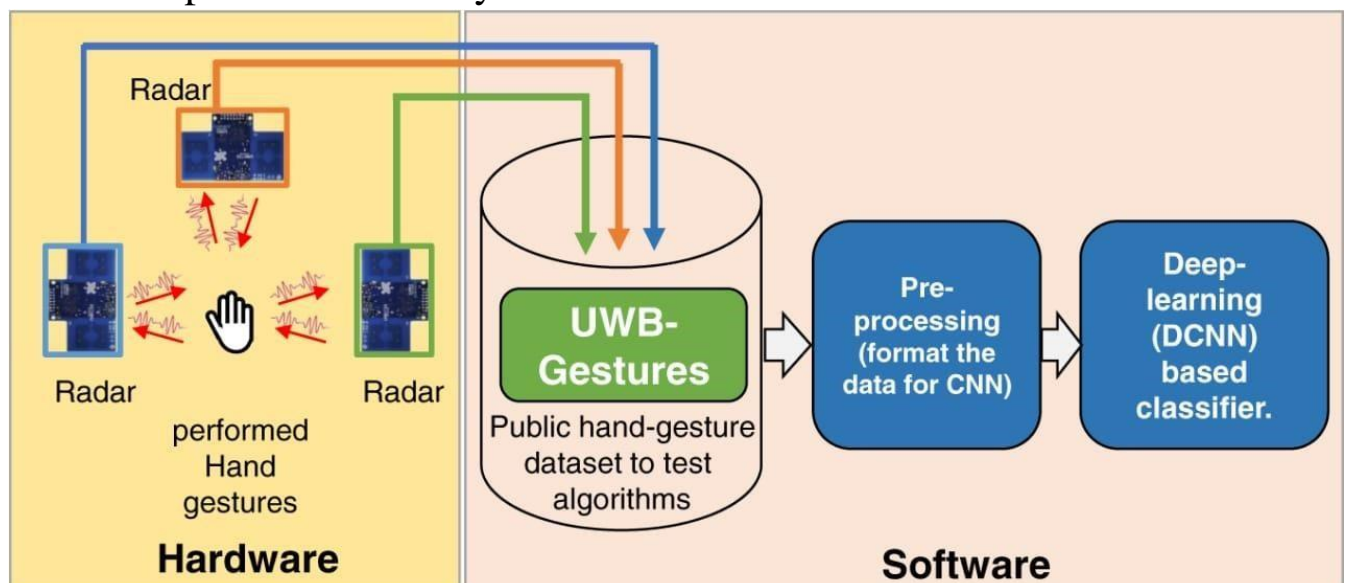 Radar
Radar
Radar
performed
Hand
gestures
Hardware
UWB-
Gestures
Public hand-gesture
dataset to test
algorithms
Pre-
processing
(format the
data for CNN)
Deep-
learning
(DCNN)
based
classifier.
Software